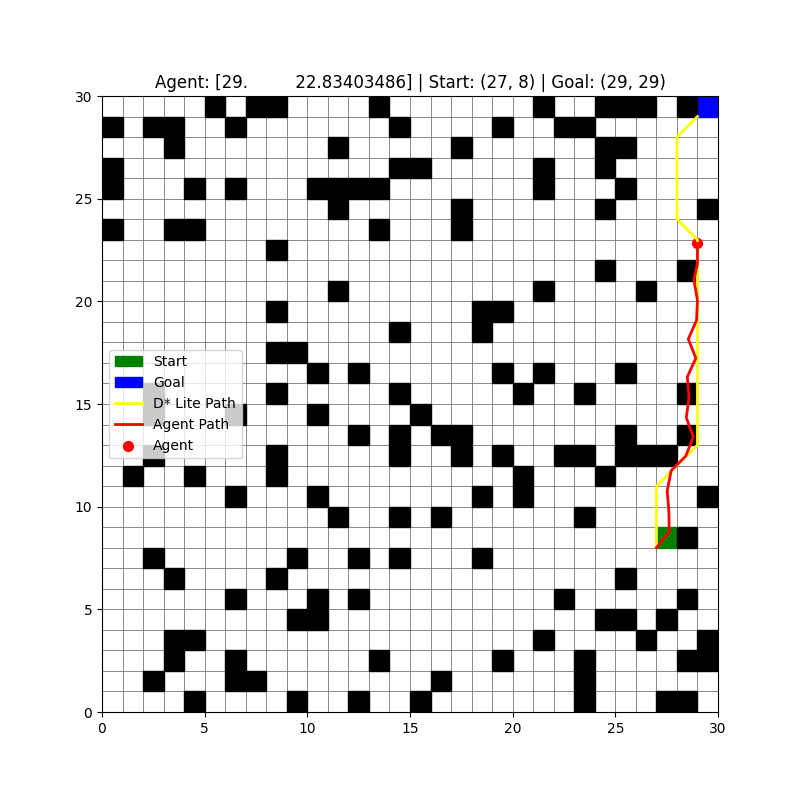 Agent: [29.         22.83403486] | Start: (27, 8) | Goal: (29, 29)
30
25
20
15
10
5
0
Start
Goal
D* Lite Path
Agent Path
Agent
0 5 10 15 20 25 30